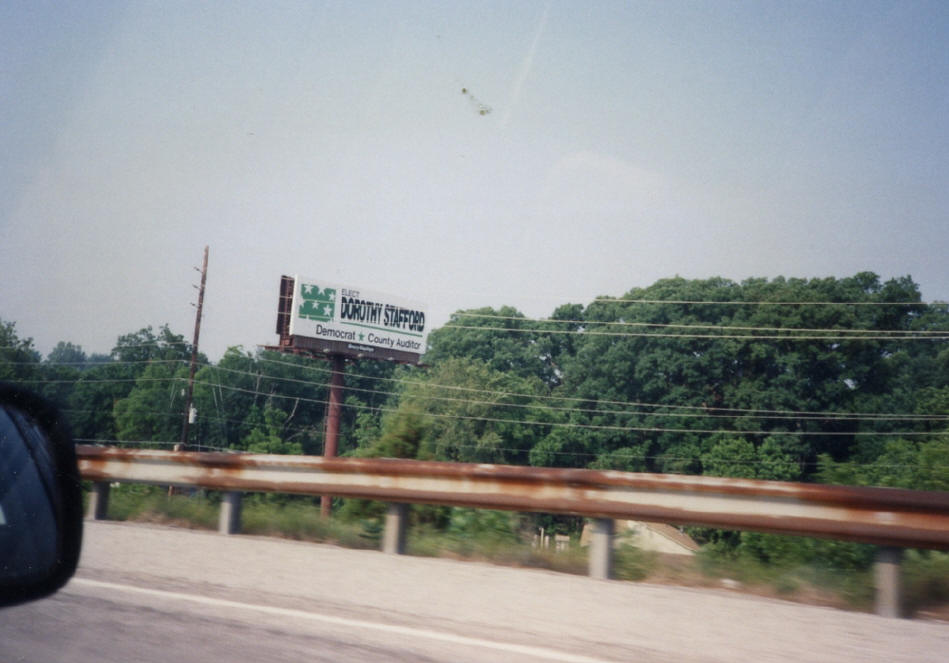 ELECT
DOROTHY STAFFORD
Democrat ★ County Auditor